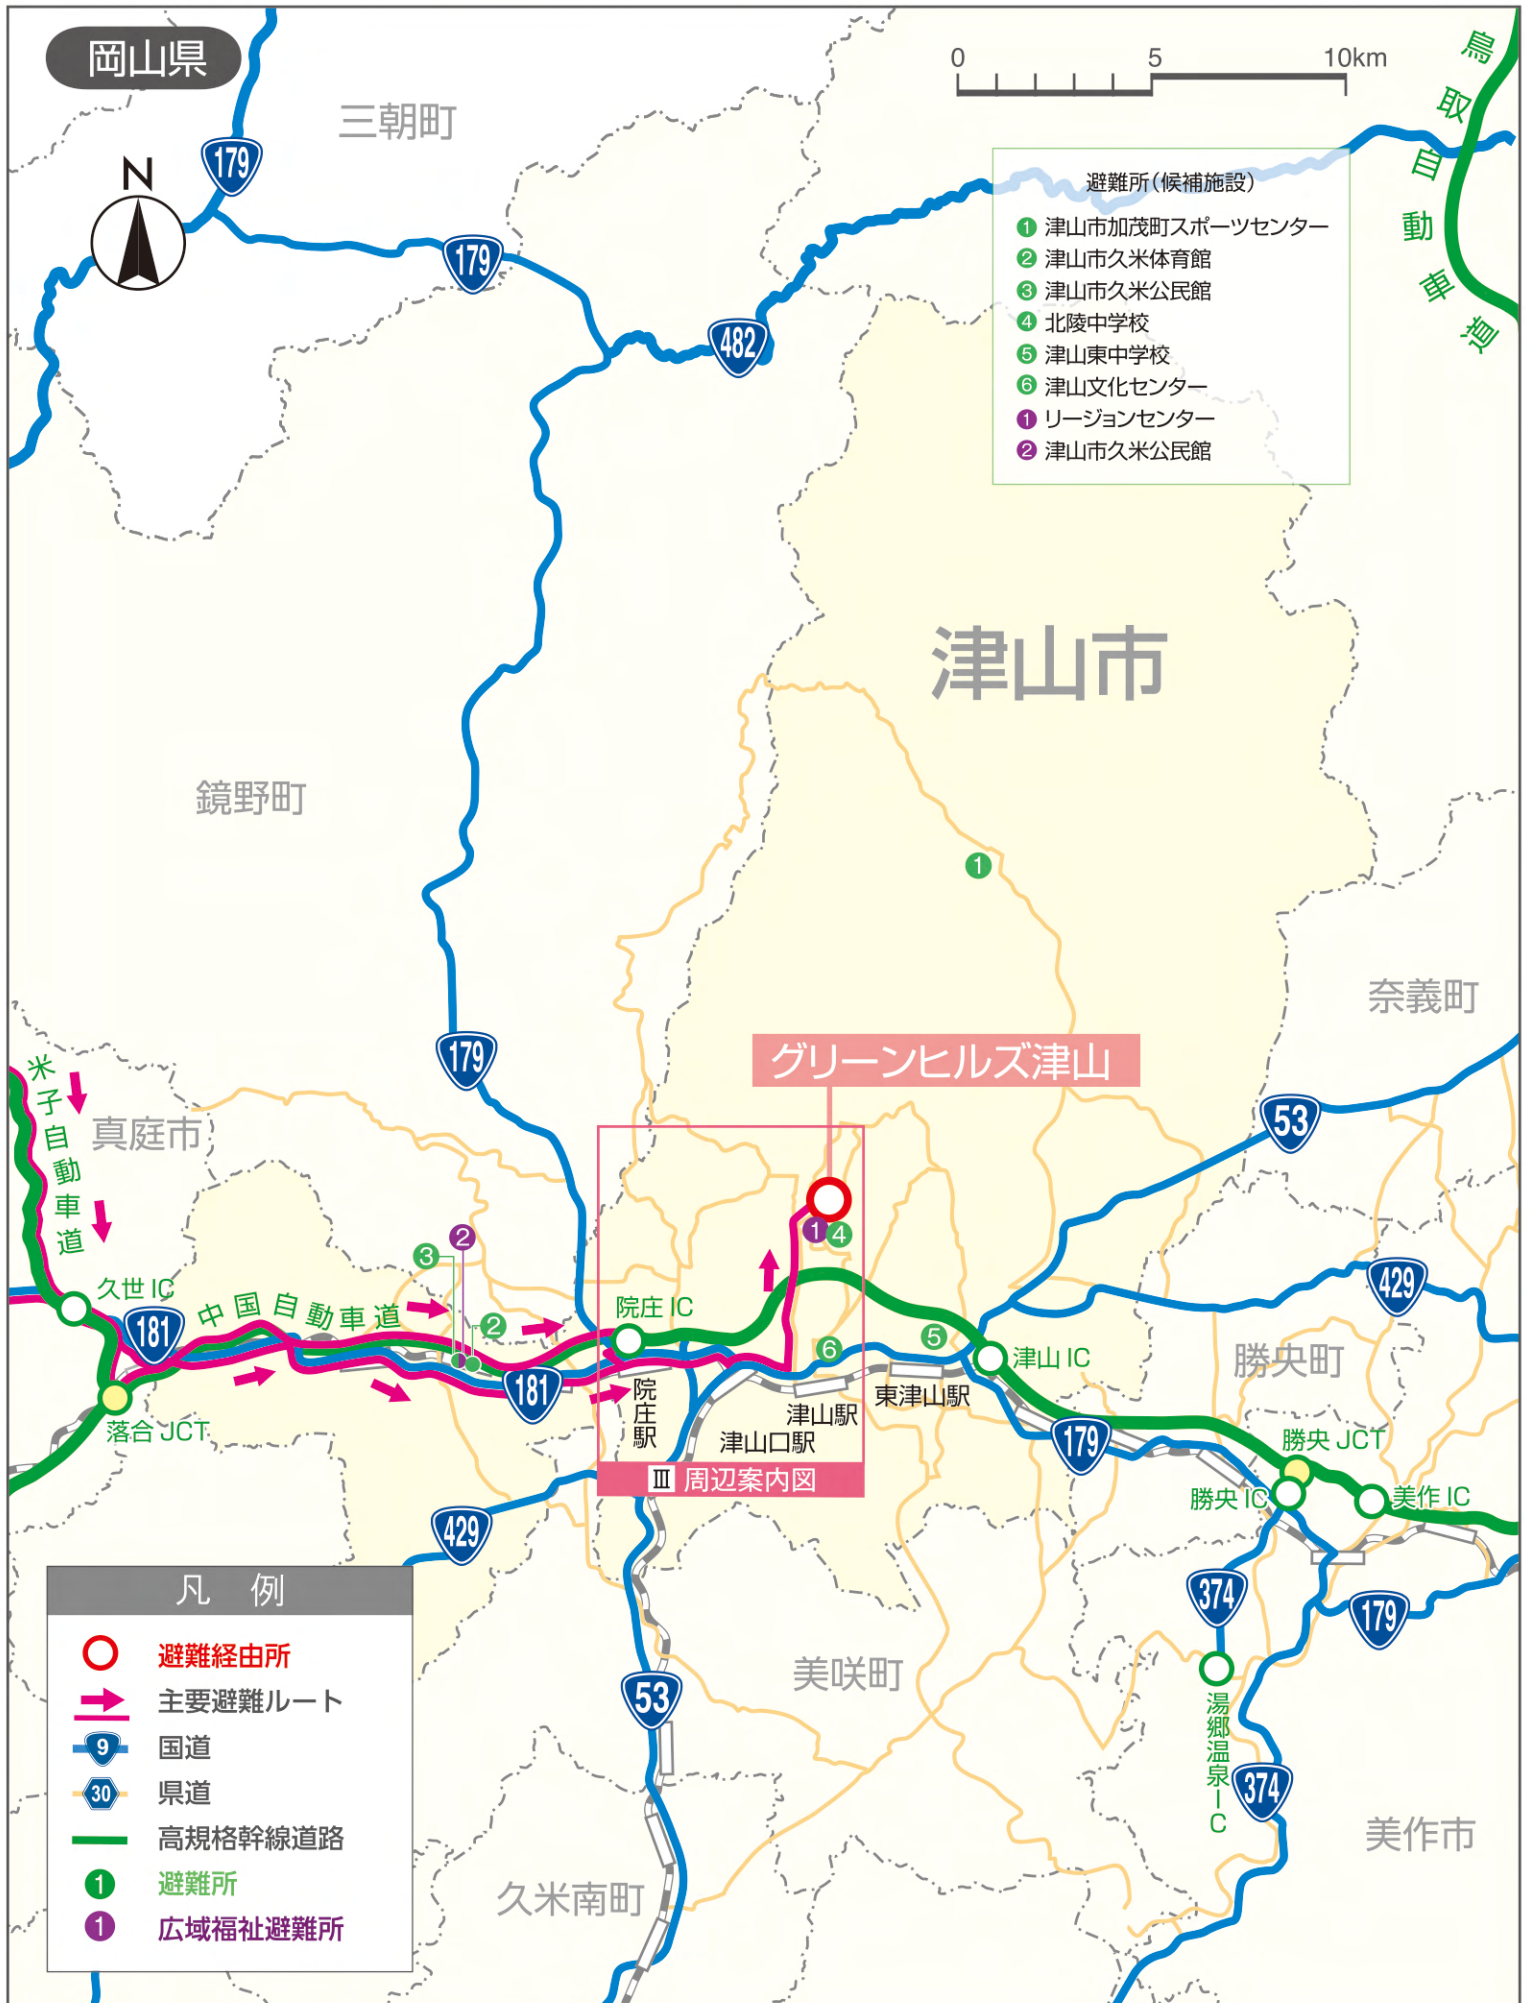 岡山県
0 5 10km
鳥取自動車道
三朝町
179
N
179
482
避難所(候補施設)
1 津山市加茂町スポーツセンター
2 津山市久米体育館
3 津山市久米公民館
4 北陵中学校
5 津山東中学校
6 津山文化センター
1 リージョンセンター
2 津山市久米公民館
津山市
鏡野町
1
奈義町
179
グリーンヒルズ津山
米子自動車道
真庭市
53
2
3
1 4
久世 IC
中国自動車道
181
2
院庄 IC
6
5
429
津山 IC
勝央町
181
院庄駅
津山駅
東津山駅
落合 JCT
津山口駅
179
勝央 JCT
Ⅲ 周辺案内図
勝央 IC
美作 IC
429
374
179
凡 例
避難経由所
主要避難ルート
9 国道
30 県道
高規格幹線道路
1 避難所
1 広域福祉避難所
美咲町
53
湯郷温泉IC
374
美作市
久米南町